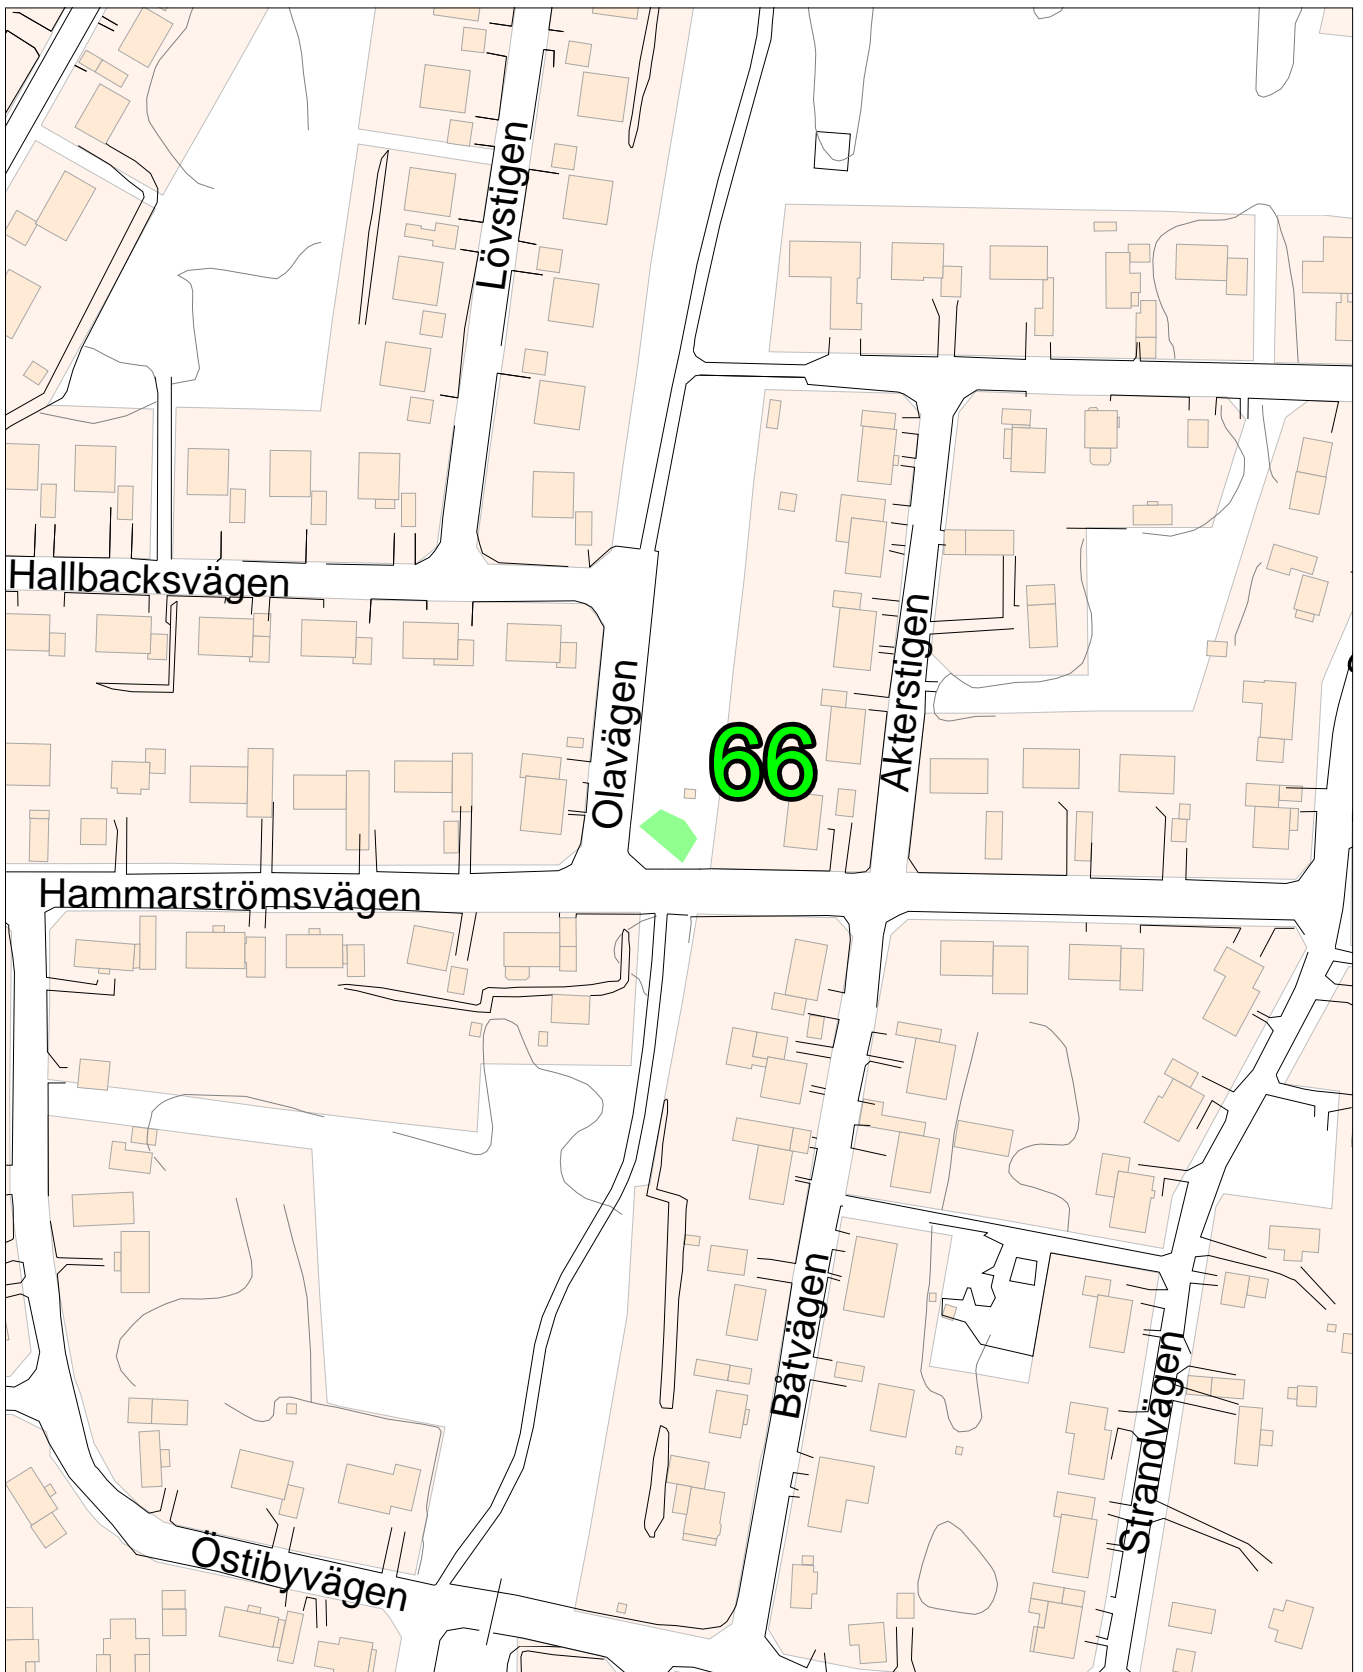 Lövstigen
Hallbacksvägen
Olavägen
Akterstigen
66
Hammarströmsvägen
Båtvägen
Strandvägen
Östibyvägen